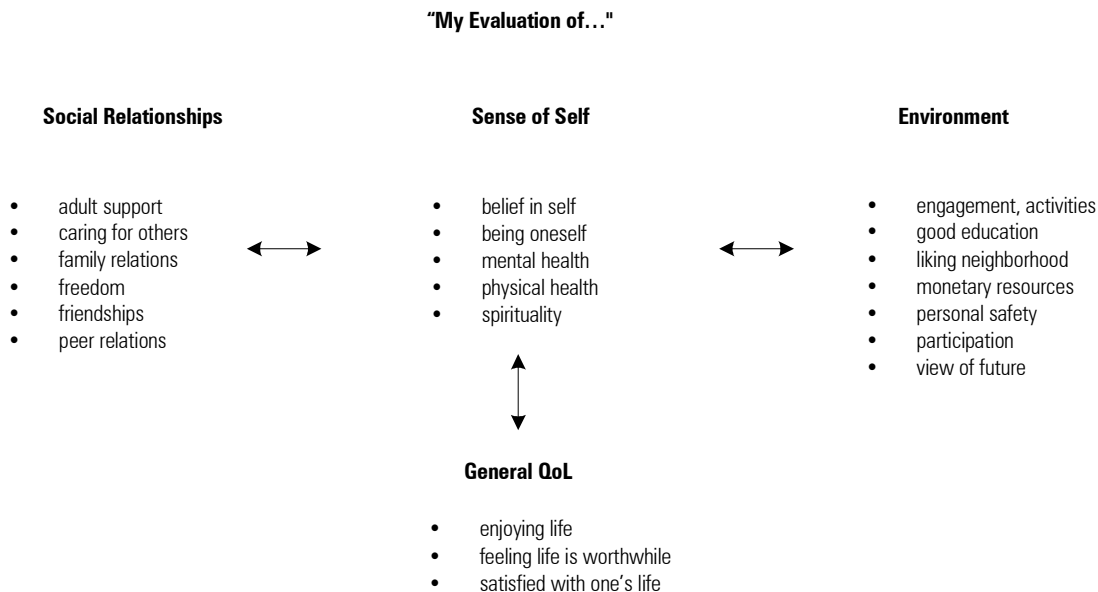 “My Evaluation of…"
Social Relationships
• adult support
• caring for others
• family relations
• freedom
• friendships
• peer relations
Sense of Self
• belief in self
• being oneself
• mental health
• physical health
• spirituality
Environment
• engagement, activities
• good education
• liking neighborhood
• monetary resources
• personal safety
• participation
• view of future
General QoL
• enjoying life
• feeling life is worthwhile
• satisfied with one’s life